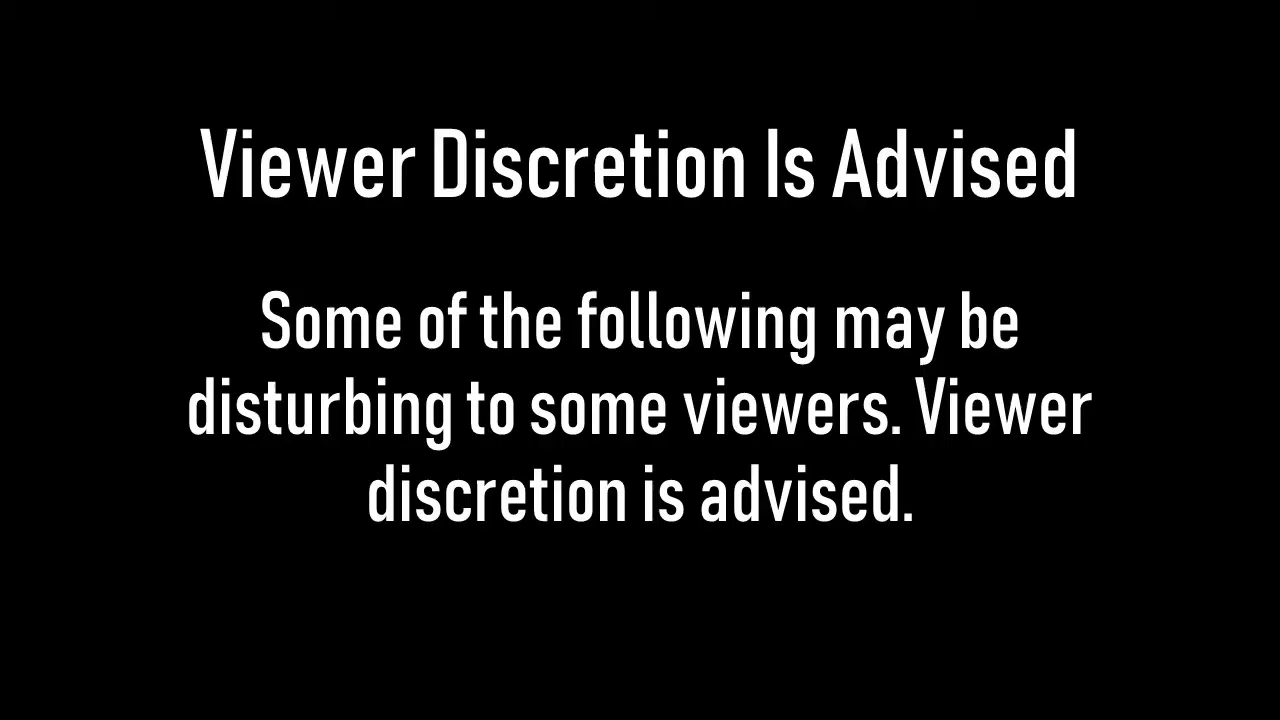 Viewer Discretion Is Advised
Some of the following may be
disturbing to some viewers. Viewer
discretion is advised.